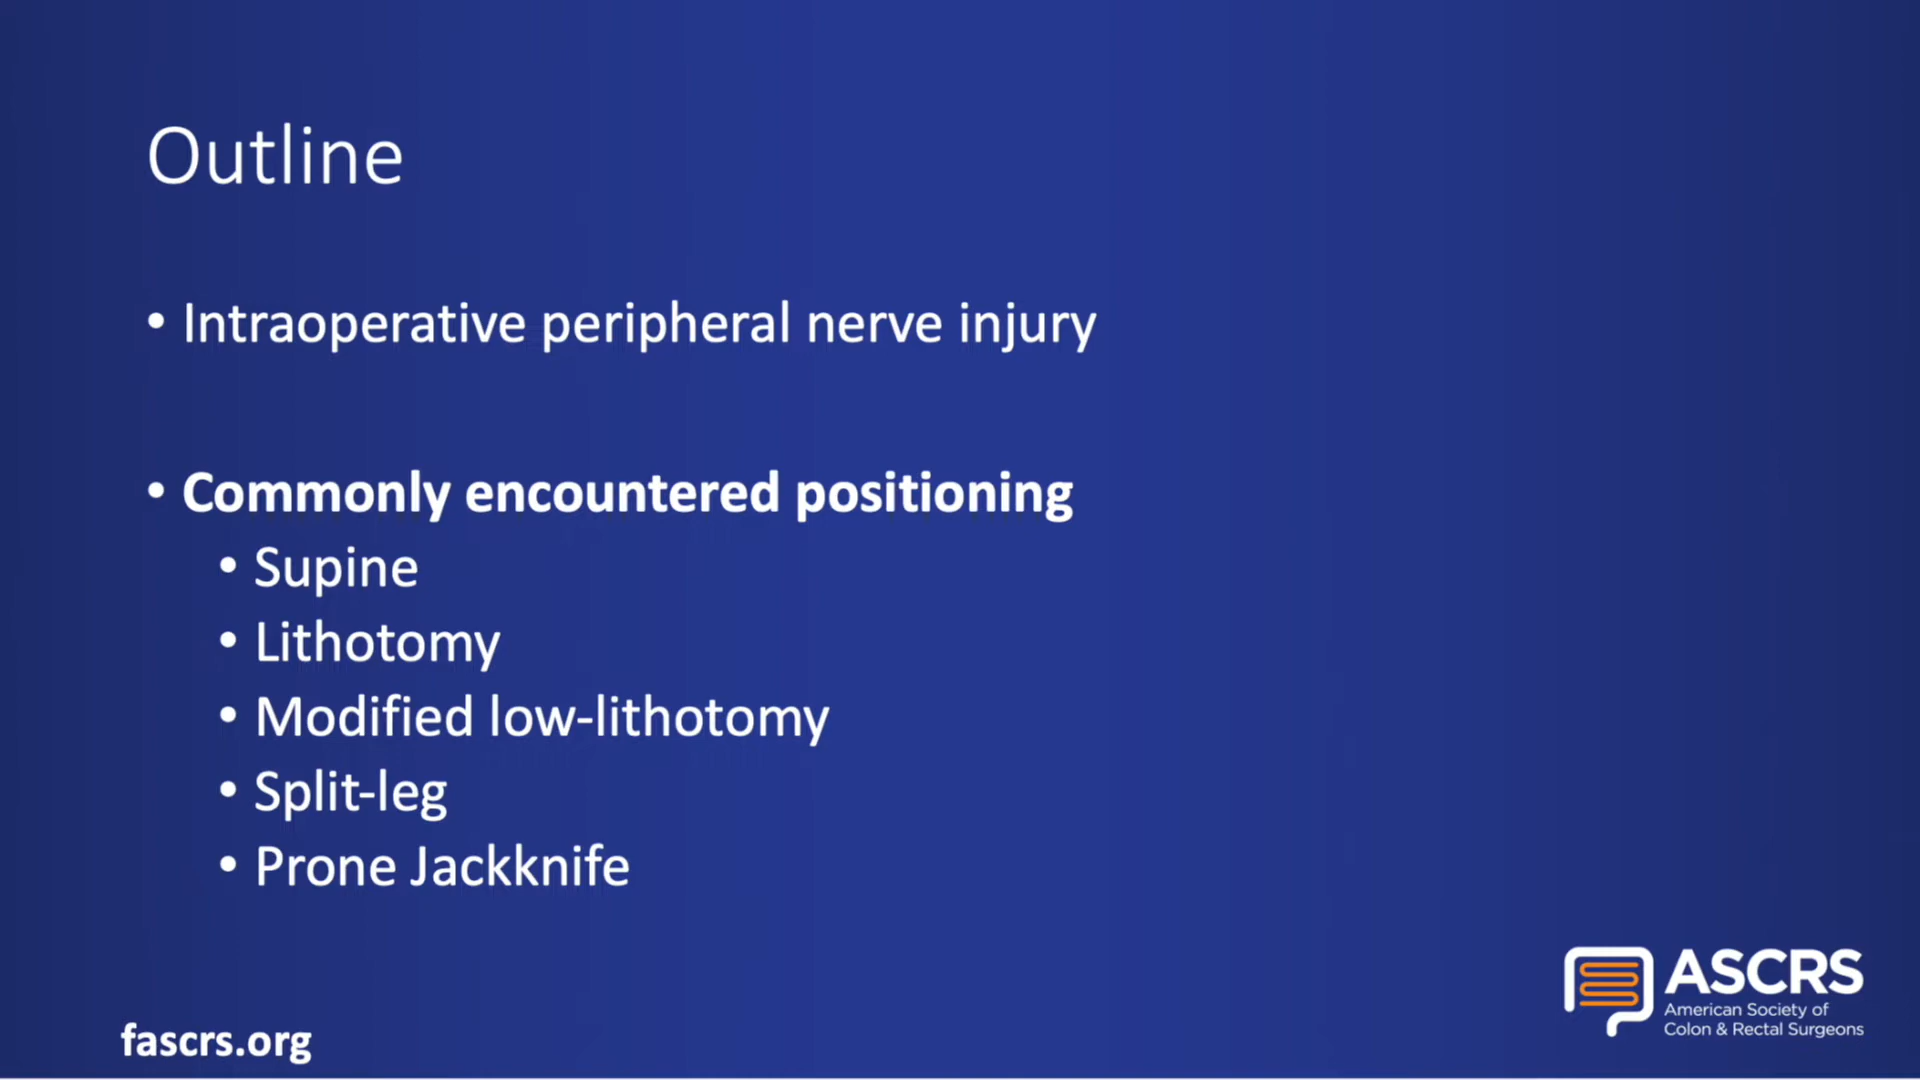 Outline
• Intraoperative peripheral nerve injury
• Commonly encountered positioning
• Supine
• Lithotomy
• Modified low-lithotomy
• Split-leg
• Prone Jackknife
fascrs.org
ASCRS
American Society of
Colon & Rectal Surgeons